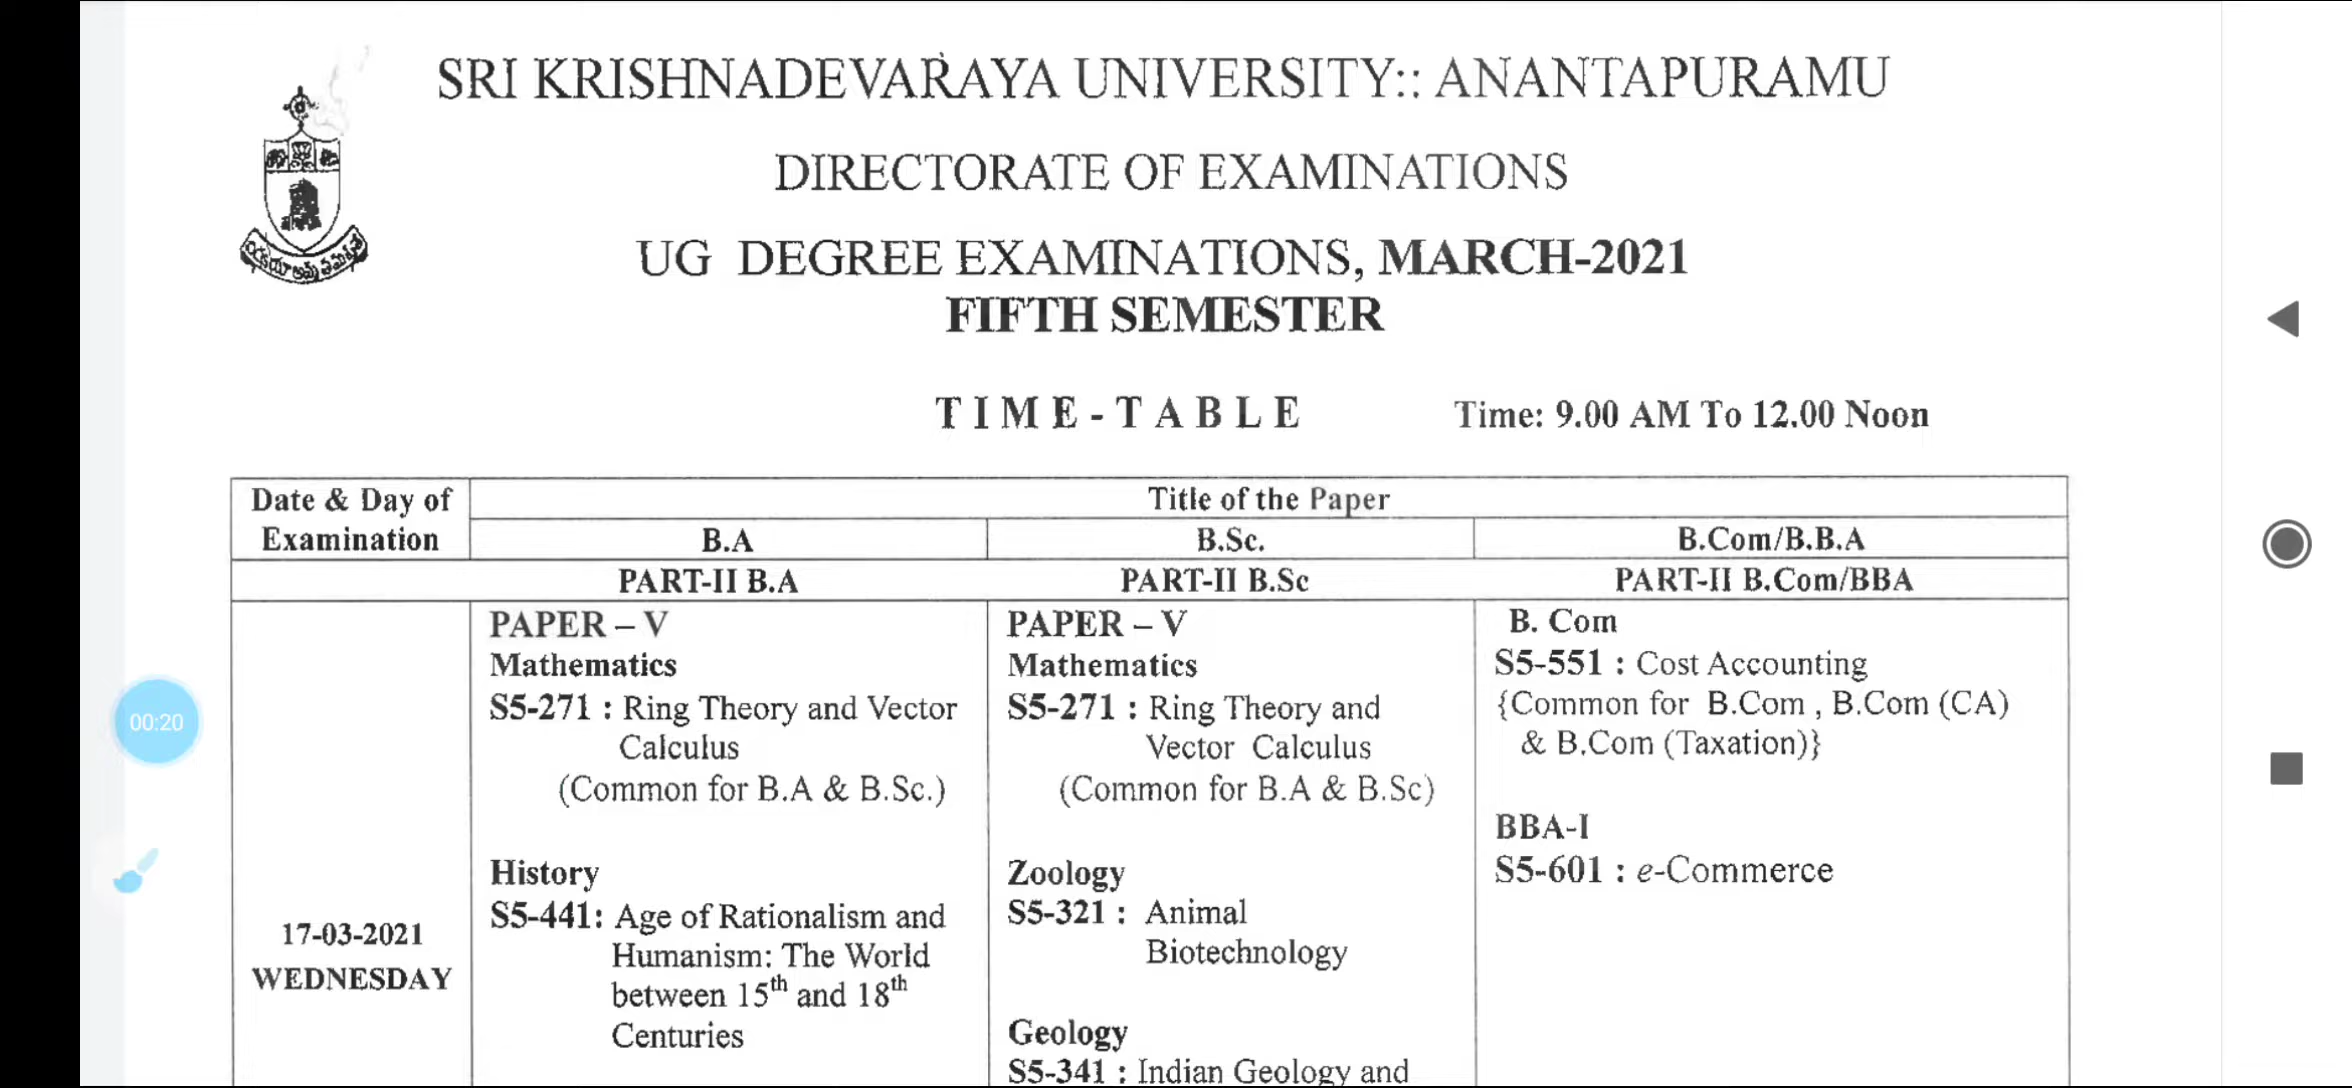 SRI KRISHNADEVARAYA UNIVERSITY:: ANANTAPURAMU
DIRECTORATE OF EXAMINATIONS
UG DEGREE EXAMINATIONS, MARCH-2021
FIFTH SEMESTER
TIME-TABLE Time: 9.00 AM To 12.00 Noon
Date & Day of Examination
Title of the Paper
B.A B.Sc. B.Com/B.B.A
PART-II B.A PART-II B.Sc PART-II B.Com/BBA
17-03-2021
WEDNESDAY
PAPER – V
Mathematics
S5-271 : Ring Theory and Vector
Calculus
(Common for B.A & B.Sc.)
History
S5-441: Age of Rationalism and
Humanism: The World
between 15th and 18th
Centuries
PAPER – V
Mathematics
S5-271 : Ring Theory and
Vector Calculus
(Common for B.A & B.Sc)
Zoology
S5-321 : Animal
Biotechnology
Geology
S5-341 : Indian Geology and
B. Com
S5-551 : Cost Accounting
{Common for B.Com , B.Com (CA)
& B.Com (Taxation)}
BBA-I
S5-601 : e-Commerce
00:20